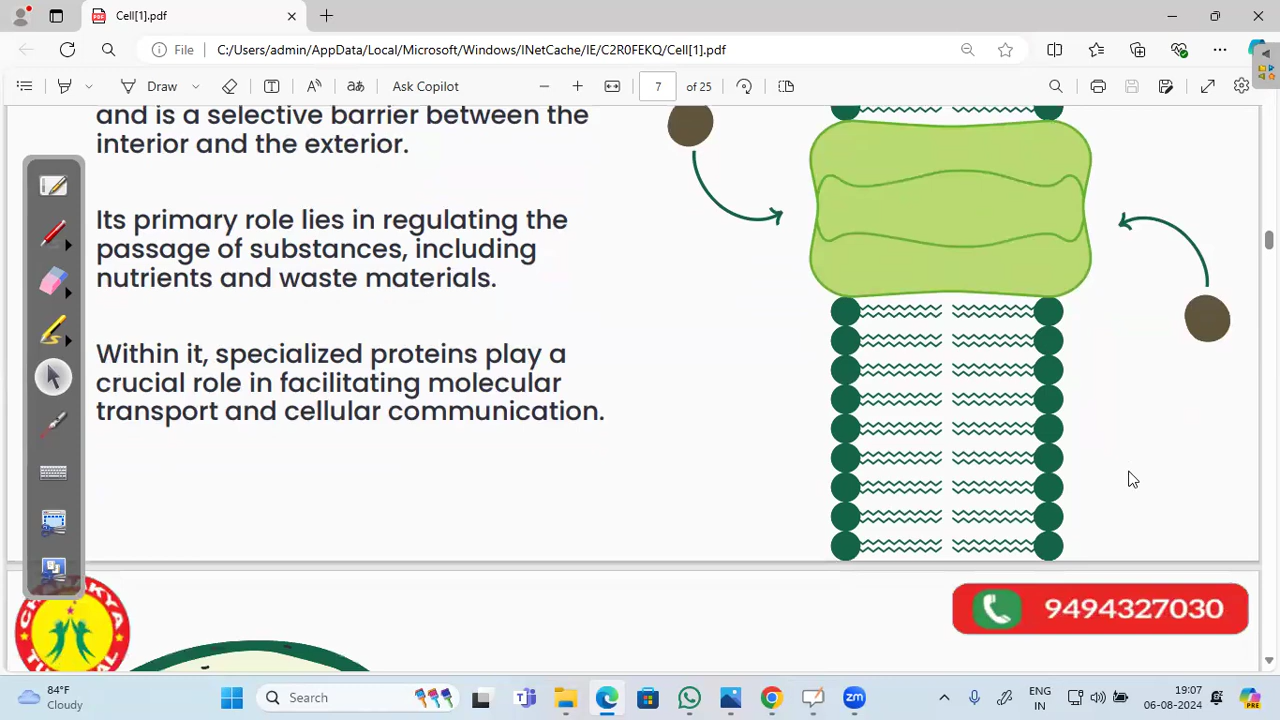 Cell[1].pdf
File
C:/Users/admin/AppData/Local/Microsoft/Windows/INetCache/IE/C2R0FEKQ/Cell[1].pdf
Draw
Ask Copilot
7 of 25
and is a selective barrier between the
interior and the exterior.
Its primary role lies in regulating the
passage of substances, including
nutrients and waste materials.
Within it, specialized proteins play a
crucial role in facilitating molecular
transport and cellular communication.
9494327030
84°F
Cloudy
Search
ENG
IN
19:07
06-08-2024